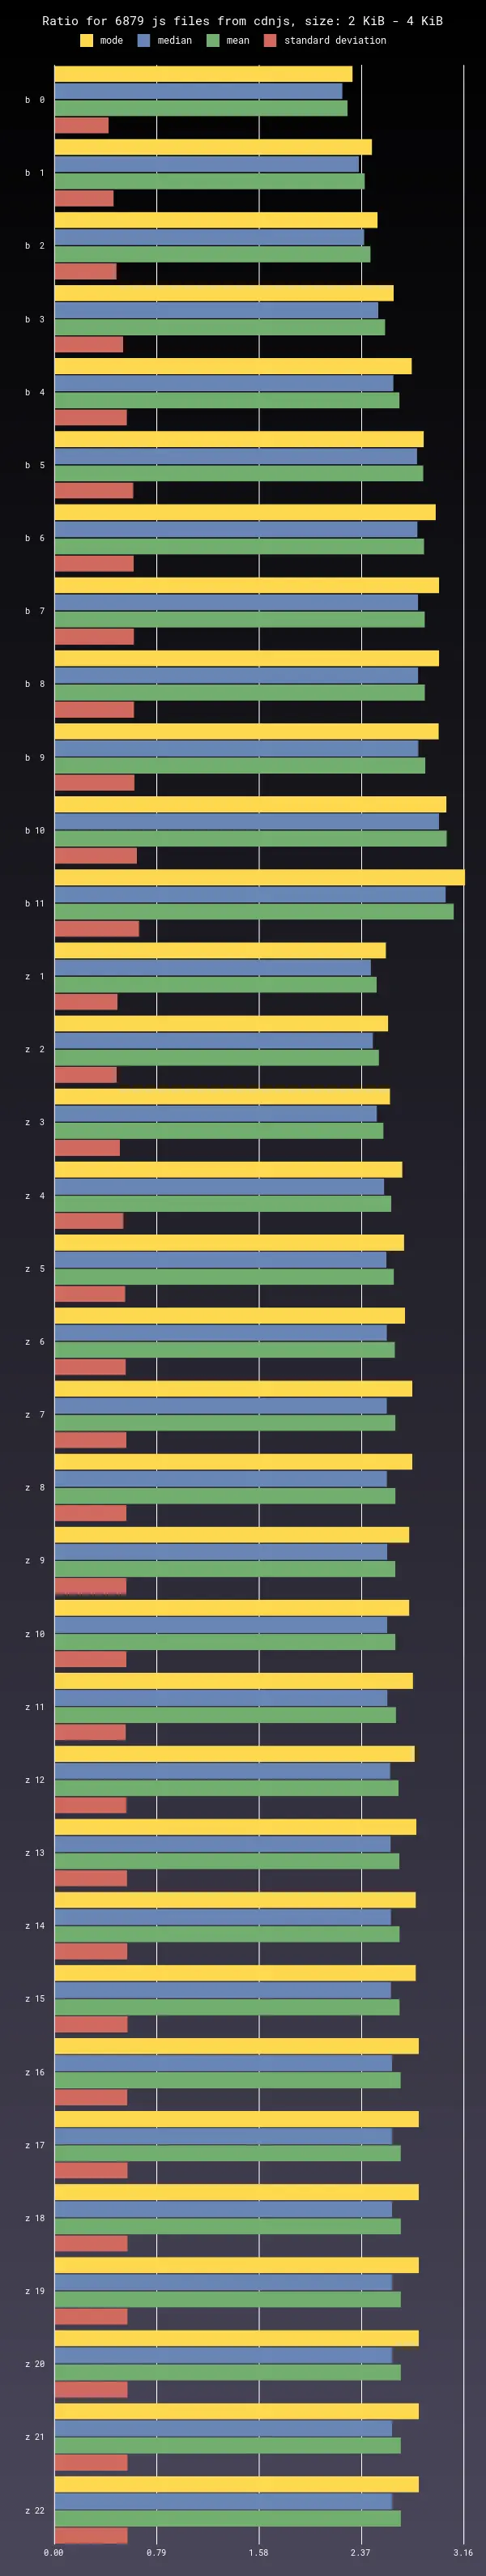 Ratio for 6879 js files from cdnjs, size: 2 KiB - 4 KiB
mode median mean standard deviation
b 0
b 1
b 2
b 3
b 4
b 5
b 6
b 7
b 8
b 9
b 10
b 11
z 1
z 2
z 3
z 4
z 5
z 6
z 7
z 8
z 9
z 10
z 11
z 12
z 13
z 14
z 15
z 16
z 17
z 18
z 19
z 20
z 21
z 22
0.00 0.79 1.58 2.37 3.16